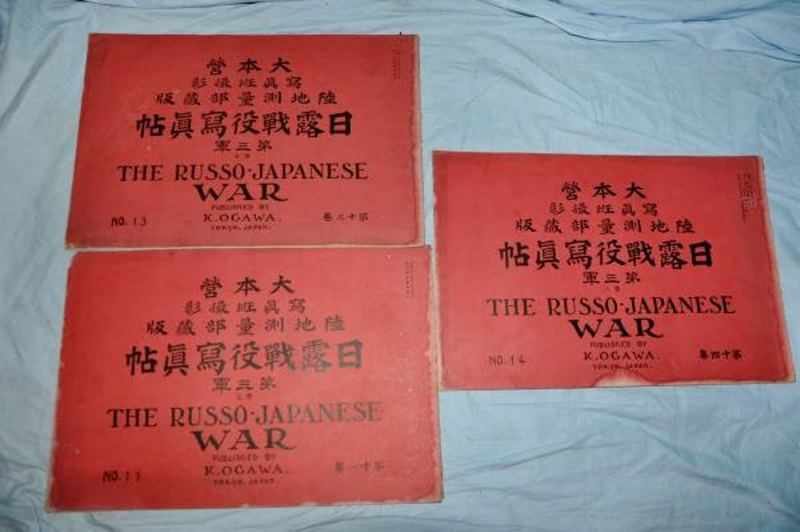 大本營
寫眞班撮影
陸地測量部藏版
日露戰役寫眞帖
第三軍
THE RUSSO-JAPANESE
WAR
PUBLISHED BY
K.OGAWA.
TOKYO, JAPAN.
NO.13
大本營
寫眞班撮影
陸地測量部藏版
日露戰役寫眞帖
第三軍
THE RUSSO-JAPANESE
WAR
PUBLISHED BY
K.OGAWA.
TOKYO, JAPAN.
NO.11 第十一卷
大本營
寫眞班撮影
陸地測量部藏版
日露戰役寫眞帖
第三軍
THE RUSSO-JAPANESE
WAR
PUBLISHED BY
K.OGAWA.
TOKYO, JAPAN.
NO.14 第十四卷